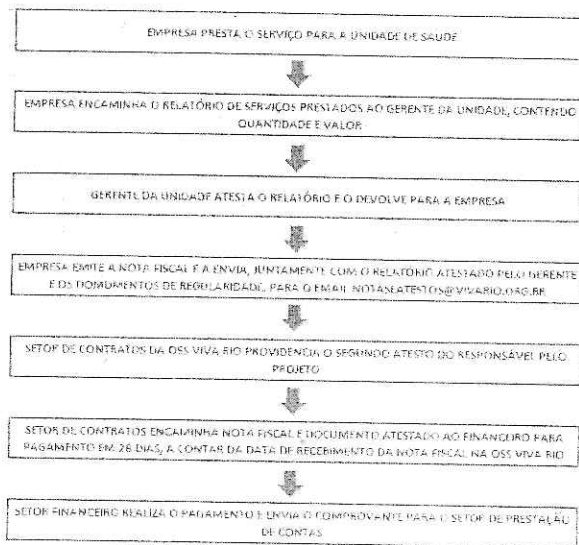 EMPRESA PRESTA O SERVIÇO PARA A UNIDADE DE SAUDE
EMPRESA ENCAMINHA O RELATÓRIO DE SERVIÇOS PRESTADOS AO GERENTE DA UNIDADE, CONTENDO
QUANTIDADE E VALOR
GERENTE DA UNIDADE ATESTA O RELATÓRIO E O DEVOLVE PARA A EMPRESA
EMPRESA EMITE A NOTA FISCAL E A ENVIA, JUNTAMENTE COM O RELATÓRIO ATESTADO PELO GERENTE
E OS DOMUMENTOS DE REGULARIDADE, PARA O EMAIL NOTASEATESTOS@VIVARIO.ORG.BR
SETOR DE CONTRATOS DA OSS VIVA RIO PROVIDENCIA O SEGUNDO ATESTO DO RESPONSÁVEL PELO
PROJETO
SETOR DE CONTRATOS ENCAMINHA NOTA FISCAL E DOCUMENTO ATESTADO AO FINANCEIRO PARA
PAGAMENTO EM 28 DIAS, A CONTAR DA DATA DE RECEBIMENTO DA NOTA FISCAL NA OSS VIVA RIO
SETOR FINANCEIRO REALIZA O PAGAMENTO E ENVIA O COMPROVANTE PARA O SETOR DE PRESTAÇÃO
DE CONTAS